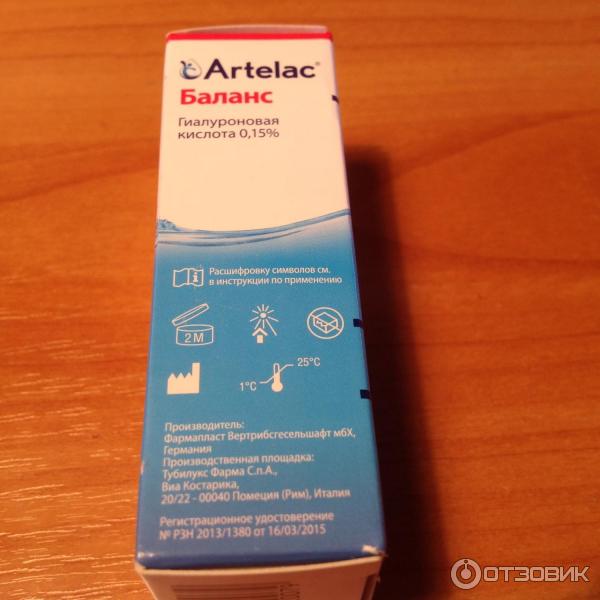 Artelac®
Баланс
Гиалуроновая
кислота 0,15%
Расшифровку символов см.
в инструкции по применению
2 M
25°C
1°C
Производитель:
Фармапласт Вертрибсгесельшафт мбХ,
Германия
Производственная площадка:
Тубилукс Фарма С.п.А.,
Виа Костарика,
20/22 - 00040 Помеция (Рим), Италия
Регистрационное удостоверение
№ РЗН 2013/1380 от 16/03/2015
ОТЗОВИК